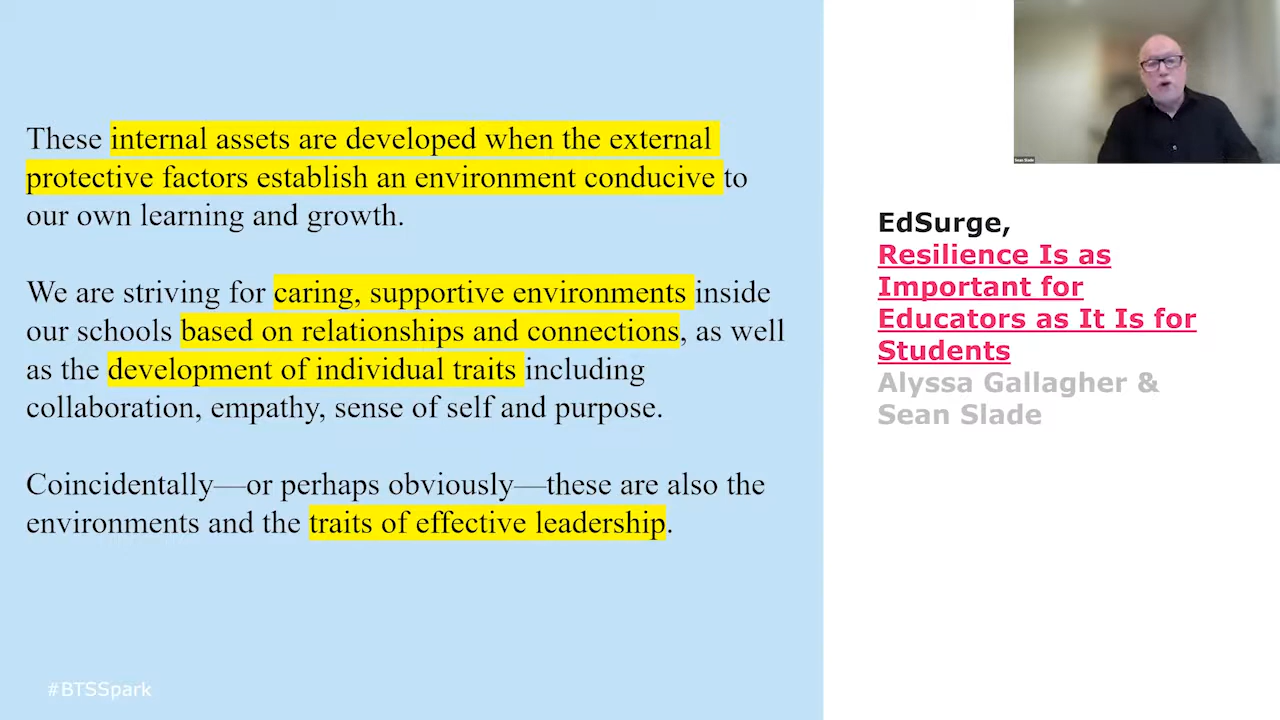 These internal assets are developed when the external
protective factors establish an environment conducive to
our own learning and growth.
We are striving for caring, supportive environments inside
our schools based on relationships and connections, as well
as the development of individual traits including
collaboration, empathy, sense of self and purpose.
Coincidentally—or perhaps obviously—these are also the
environments and the traits of effective leadership.
#BTSSpark
Sean Slade
EdSurge,
Resilience Is as
Important for
Educators as It Is for
Students
Alyssa Gallagher &
Sean Slade